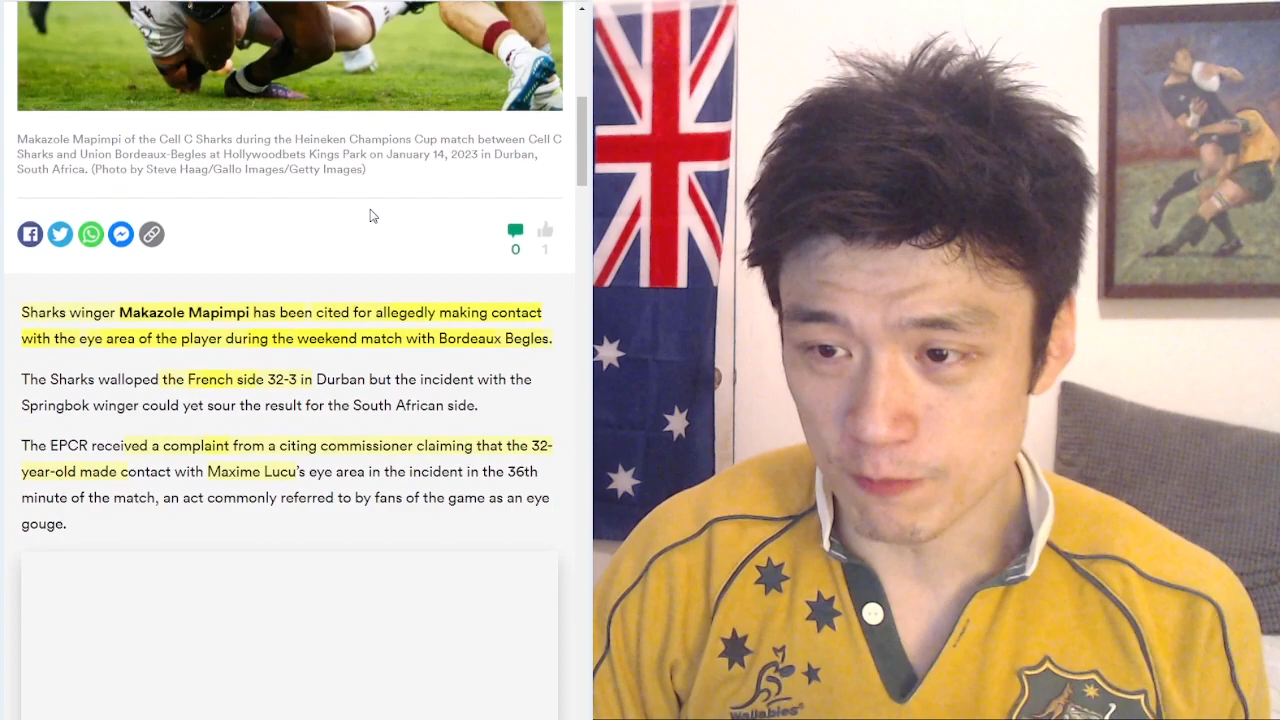 Makazole Mapimpi of the Cell C Sharks during the Heineken Champions Cup match between Cell C
Sharks and Union Bordeaux-Begles at Hollywoodbets Kings Park on January 14, 2023 in Durban,
South Africa. (Photo by Steve Haag/Gallo Images/Getty Images)
0
1
Sharks winger Makazole Mapimpi has been cited for allegedly making contact
with the eye area of the player during the weekend match with Bordeaux Begles.
The Sharks walloped the French side 32-3 in Durban but the incident with the
Springbok winger could yet sour the result for the South African side.
The EPCR received a complaint from a citing commissioner claiming that the 32-
year-old made contact with Maxime Lucu's eye area in the incident in the 36th
minute of the match, an act commonly referred to by fans of the game as an eye
gouge.
Wallabies